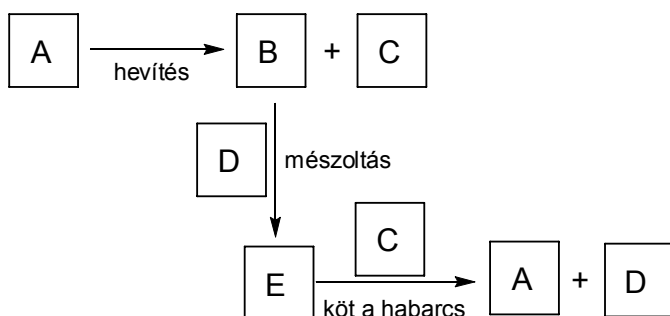 A
hevítés
B + C
D
mészoltás
E
C
köt a habarcs
A + D